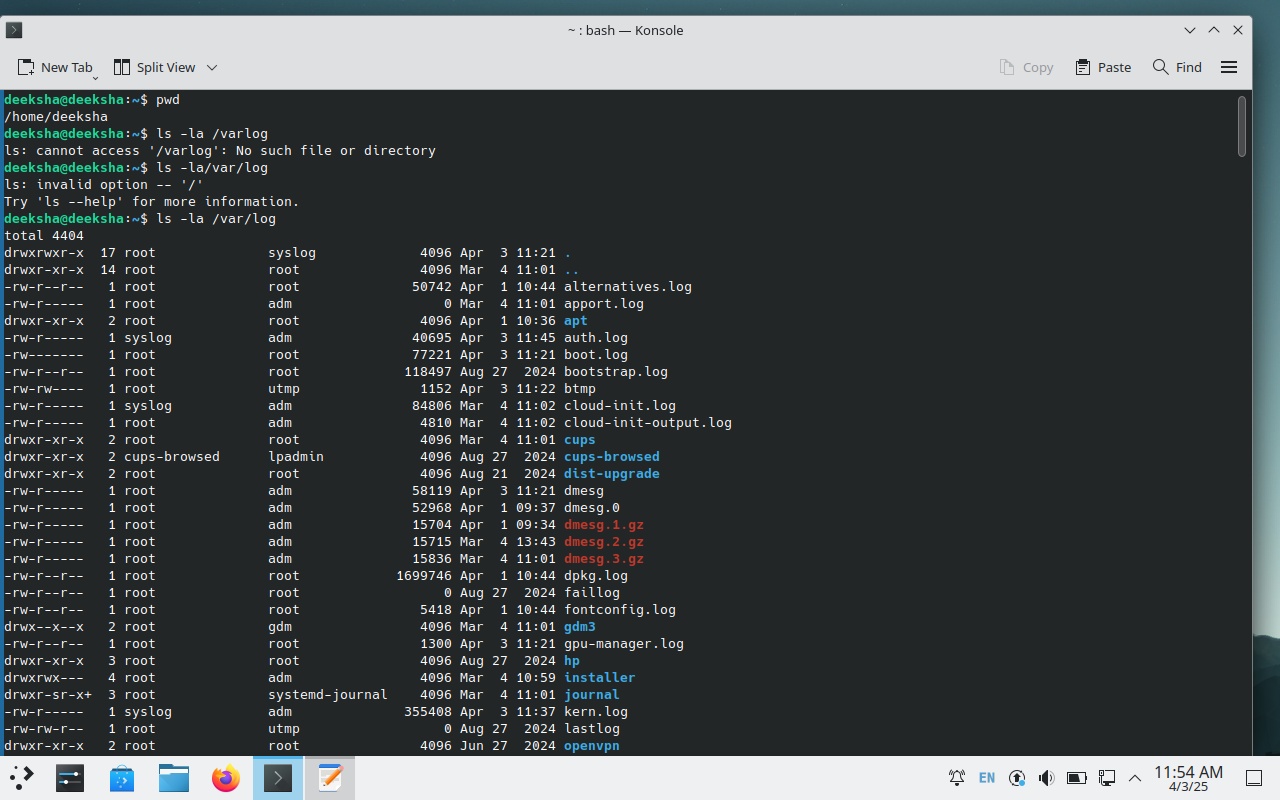 ~ : bash — Konsole
New Tab Split View Copy Paste Find
deeksha@deeksha:~$ pwd
/home/deeksha
deeksha@deeksha:~$ ls -la /varlog
ls: cannot access '/varlog': No such file or directory
deeksha@deeksha:~$ ls -la/var/log
ls: invalid option -- '/'
Try 'ls --help' for more information.
deeksha@deeksha:~$ ls -la /var/log
total 4404
drwxrwxr-x  17 root              syslog             4096 Apr  3 11:21 .
drwxr-xr-x  14 root              root               4096 Mar  4 11:01 ..
-rw-r--r--   1 root              root              50742 Apr  1 10:44 alternatives.log
-rw-r-----   1 root              adm                   0 Mar  4 11:01 apport.log
drwxr-xr-x   2 root              root               4096 Apr  1 10:36 apt
-rw-r-----   1 syslog            adm               40695 Apr  3 11:45 auth.log
-rw-------   1 root              root              77221 Apr  3 11:21 boot.log
-rw-r--r--   1 root              root             118497 Aug 27  2024 bootstrap.log
-rw-rw----   1 root              utmp               1152 Apr  3 11:22 btmp
-rw-r-----   1 syslog            adm               84806 Mar  4 11:02 cloud-init.log
-rw-r-----   1 root              adm                4810 Mar  4 11:02 cloud-init-output.log
drwxr-xr-x   2 root              root               4096 Mar  4 11:01 cups
drwxr-xr-x   2 cups-browsed      lpadmin            4096 Aug 27  2024 cups-browsed
drwxr-xr-x   2 root              root               4096 Aug 21  2024 dist-upgrade
-rw-r-----   1 root              adm               58119 Apr  3 11:21 dmesg
-rw-r-----   1 root              adm               52968 Apr  1 09:37 dmesg.0
-rw-r-----   1 root              adm               15704 Apr  1 09:34 dmesg.1.gz
-rw-r-----   1 root              adm               15715 Mar  4 13:43 dmesg.2.gz
-rw-r-----   1 root              adm               15836 Mar  4 11:01 dmesg.3.gz
-rw-r--r--   1 root              root            1699746 Apr  1 10:44 dpkg.log
-rw-r--r--   1 root              root                  0 Aug 27  2024 faillog
-rw-r--r--   1 root              root               5418 Apr  1 10:44 fontconfig.log
drwx--x--x   2 root              gdm                4096 Mar  4 11:01 gdm3
-rw-r--r--   1 root              root               1300 Apr  3 11:21 gpu-manager.log
drwxr-xr-x   3 root              root               4096 Aug 27  2024 hp
drwxrwx---   4 root              adm                4096 Mar  4 10:59 installer
drwxr-sr-x+  3 root              systemd-journal    4096 Mar  4 11:01 journal
-rw-r-----   1 syslog            adm              355408 Apr  3 11:37 kern.log
-rw-rw-r--   1 root              utmp                  0 Aug 27  2024 lastlog
drwxr-xr-x   2 root              root               4096 Jun 27  2024 openvpn
EN 11:54 AM
4/3/25